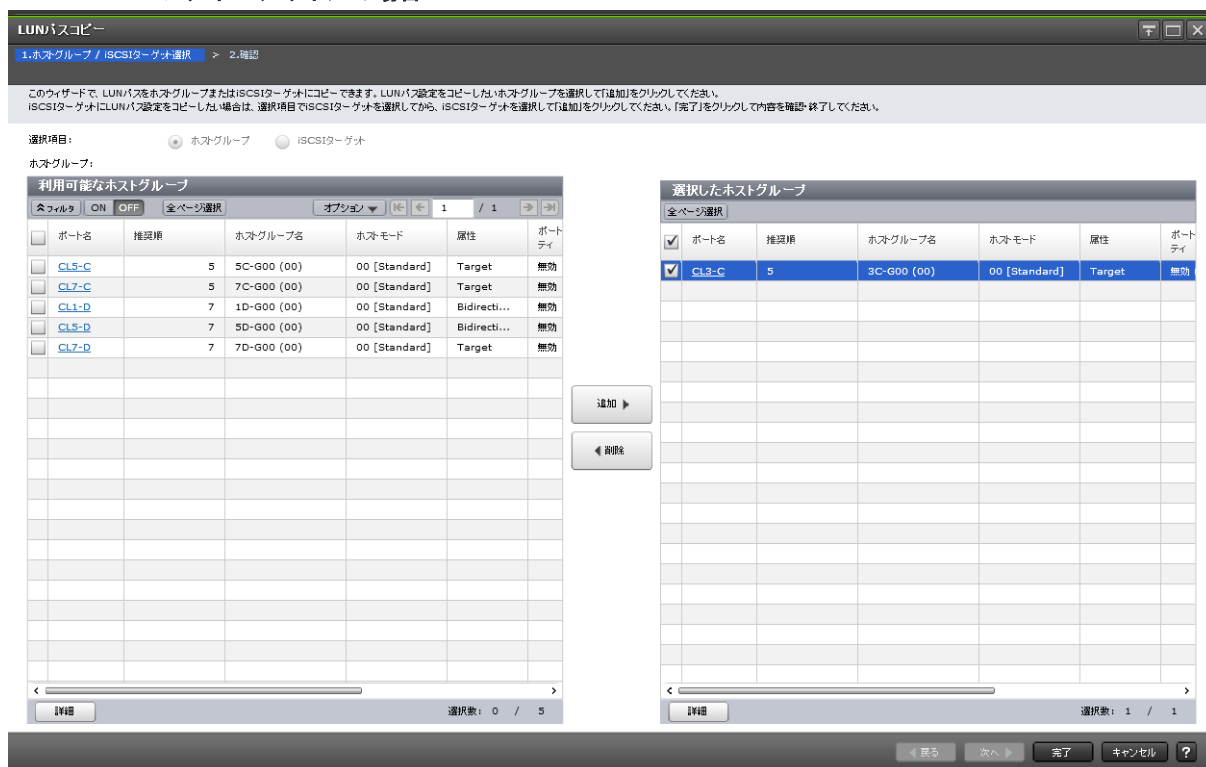 LUNパスコピー
1.ホストグループ / iSCSIターゲット選択 > 2.確認
このウィザードで、LUNパスをホストグループまたはiSCSIターゲットにコピーできます。LUNパス設定をコピーしたいホストグループを選択して「追加」をクリックしてください。
iSCSIターゲットにLUNパス設定をコピーしたい場合は、選択項目でiSCSIターゲットを選択してから、iSCSIターゲットを選択して「追加」をクリックしてください。「完了」をクリックして内容を確認・終了してください。
選択項目: ホストグループ iSCSIターゲット
ホストグループ:
利用可能なホストグループ
フィルタ ON OFF 全ページ選択 オプション 1 / 1
ポート名 推奨順 ホストグループ名 ホストモード 属性 ポート
ティ
CL5-C 5 5C-G00 (00) 00 [Standard] Target 無効
CL7-C 5 7C-G00 (00) 00 [Standard] Target 無効
CL1-D 7 1D-G00 (00) 00 [Standard] Bidirecti... 無効
CL5-D 7 5D-G00 (00) 00 [Standard] Bidirecti... 無効
CL7-D 7 7D-G00 (00) 00 [Standard] Target 無効
詳細 選択数: 0 / 5
追加
削除
選択したホストグループ
全ページ選択
ポート名 推奨順 ホストグループ名 ホストモード 属性 ポート
ティ
CL3-C 5 3C-G00 (00) 00 [Standard] Target 無効
詳細 選択数: 1 / 1
戻る 次へ 完了 キャンセル ?